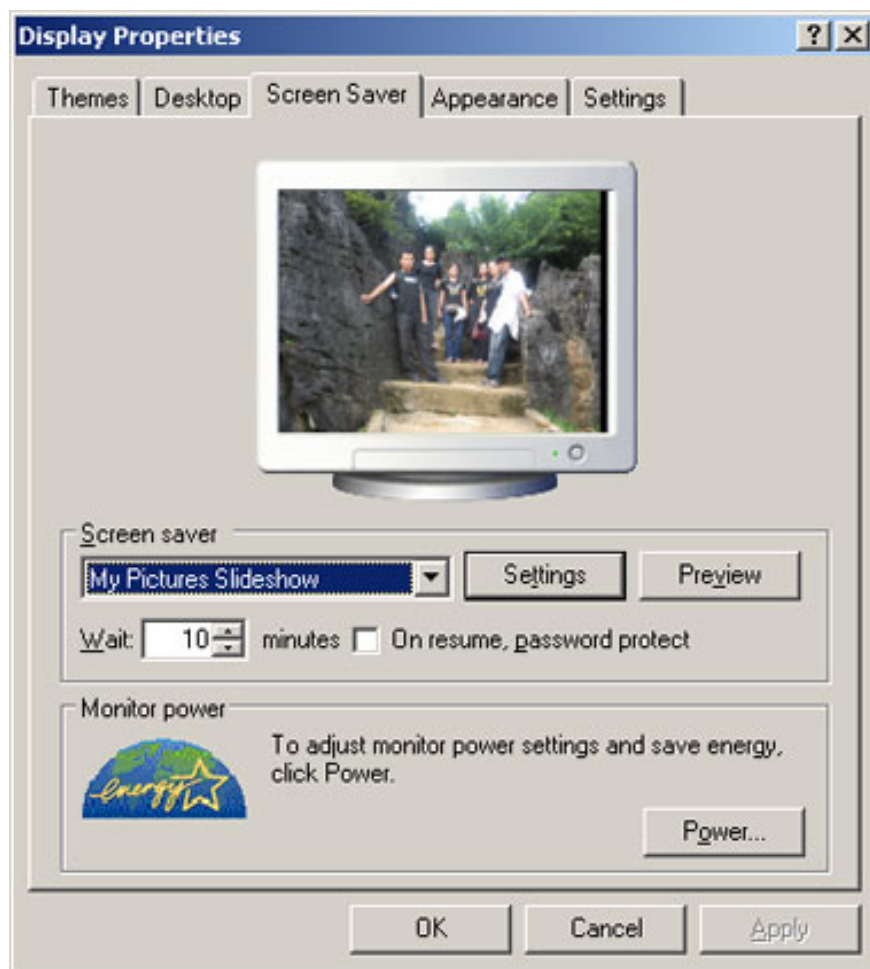 Display Properties
Themes Desktop Screen Saver Appearance Settings
Screen saver
My Pictures Slideshow Settings Preview
Wait: 10 minutes On resume, password protect
Monitor power
To adjust monitor power settings and save energy,
click Power.
energy
Power...
OK Cancel Apply